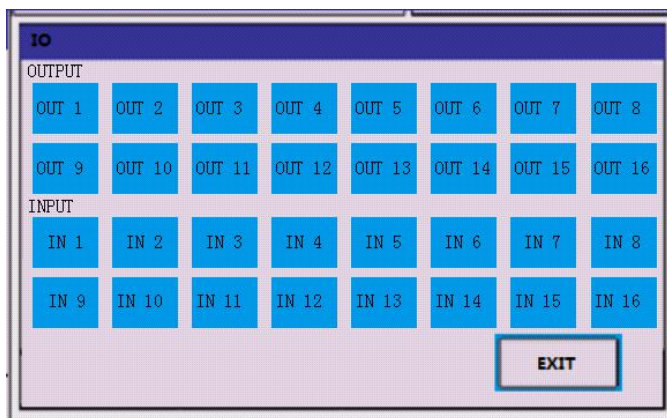 IO
OUTPUT
OUT 1 OUT 2 OUT 3 OUT 4 OUT 5 OUT 6 OUT 7 OUT 8
OUT 9 OUT 10 OUT 11 OUT 12 OUT 13 OUT 14 OUT 15 OUT 16
INPUT
IN 1 IN 2 IN 3 IN 4 IN 5 IN 6 IN 7 IN 8
IN 9 IN 10 IN 11 IN 12 IN 13 IN 14 IN 15 IN 16
EXIT